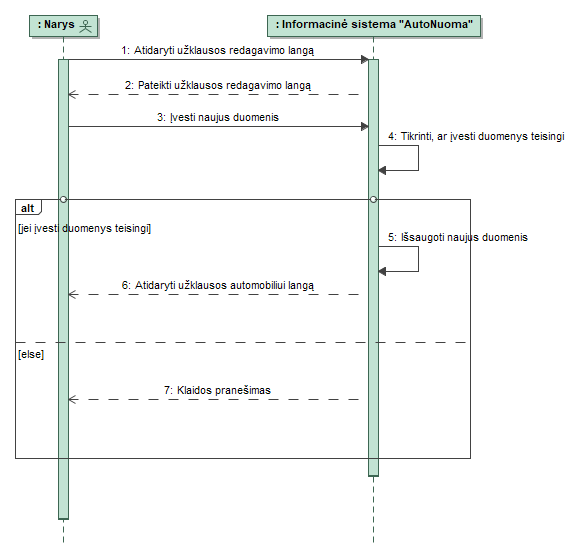 : Narys
: Informacinė sistema "AutoNuoma"
1: Atidaryti užklausos redagavimo langą
2: Pateikti užklausos redagavimo langą
3: Įvesti naujus duomenis
4: Tikrinti, ar įvesti duomenys teisingi
alt
[jei įvesti duomenys teisingi]
5: Išsaugoti naujus duomenis
6: Atidaryti užklausos automobiliui langą
[else]
7: Klaidos pranešimas